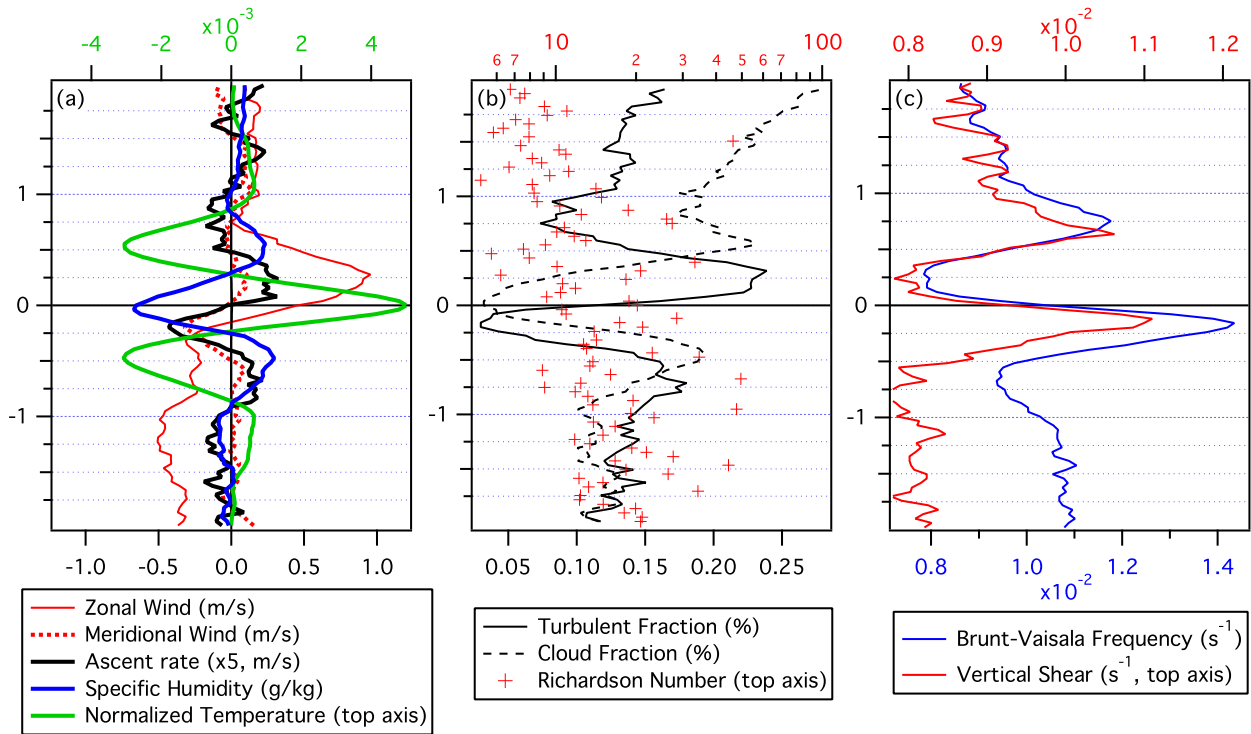 x10-3
-4 -2 0 2 4
(a)
1
0
-1
-1.0 -0.5 0.0 0.5 1.0
Zonal Wind (m/s)
Meridional Wind (m/s)
Ascent rate (x5, m/s)
Specific Humidity (g/kg)
Normalized Temperature (top axis)
10 100
6 7 2 3 4 5 6 7
(b)
1
0
-1
0.05 0.10 0.15 0.20 0.25
Turbulent Fraction (%)
Cloud Fraction (%)
Richardson Number (top axis)
x10-2
0.8 0.9 1.0 1.1 1.2
(c)
1
0
-1
0.8 1.0 1.2 1.4
x10-2
Brunt-Vaisala Frequency (s-1)
Vertical Shear (s-1, top axis)